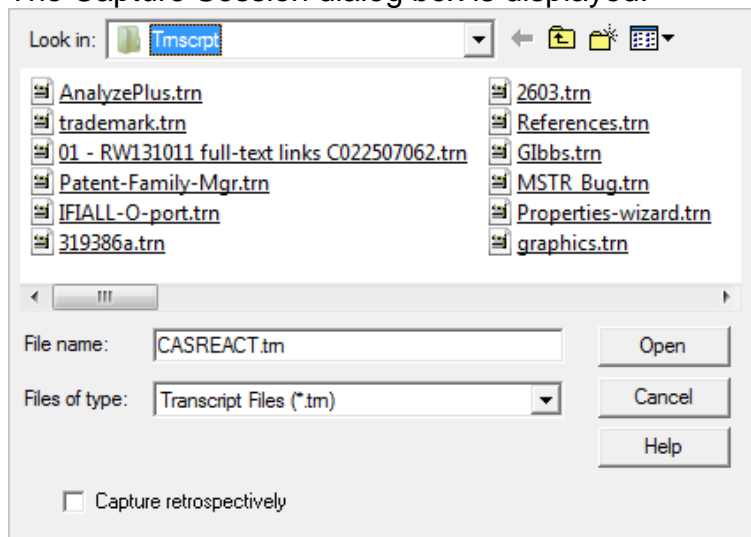 The Capture Session dialog box is displayed.
Look in: Trnscrpt
AnalyzePlus.trn
trademark.trn
01 - RW131011 full-text links C022507062.trn
Patent-Family-Mgr.trn
IFIALL-O-port.trn
319386a.trn
2603.trn
References.trn
GIbbs.trn
MSTR Bug.trn
Properties-wizard.trn
graphics.trn
File name: CASREACT.trn Open
Files of type: Transcript Files (*.trn) Cancel
Help
Capture retrospectively